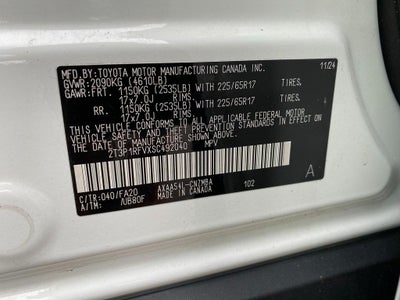 MFD.BY:TOYOTA MOTOR MANUFACTURING CANADA INC. 11/24
GVWR:2090KG (4610LB)
GAWR:FRT. 1150KG (2535LB) WITH 225/65R17 TIRES,
17x7.0J RIMS,
RR. 1150KG (2535LB) WITH 225/65R17 TIRES,
17x7.0J RIMS,
THIS VEHICLE CONFORMS TO ALL APPLICABLE
FEDERAL MOTOR VEHICLE SAFETY AND THEFT
PREVENTION STANDARDS IN EFFECT ON THE DATE
OF MANUFACTURE SHOWN ABOVE.
2T3P1RFVXSC492040 MPV
A
C/TR:040/FA20 AXAA54L-CNZMBA 102
A/TM: /UB80F MADE IN CANADA